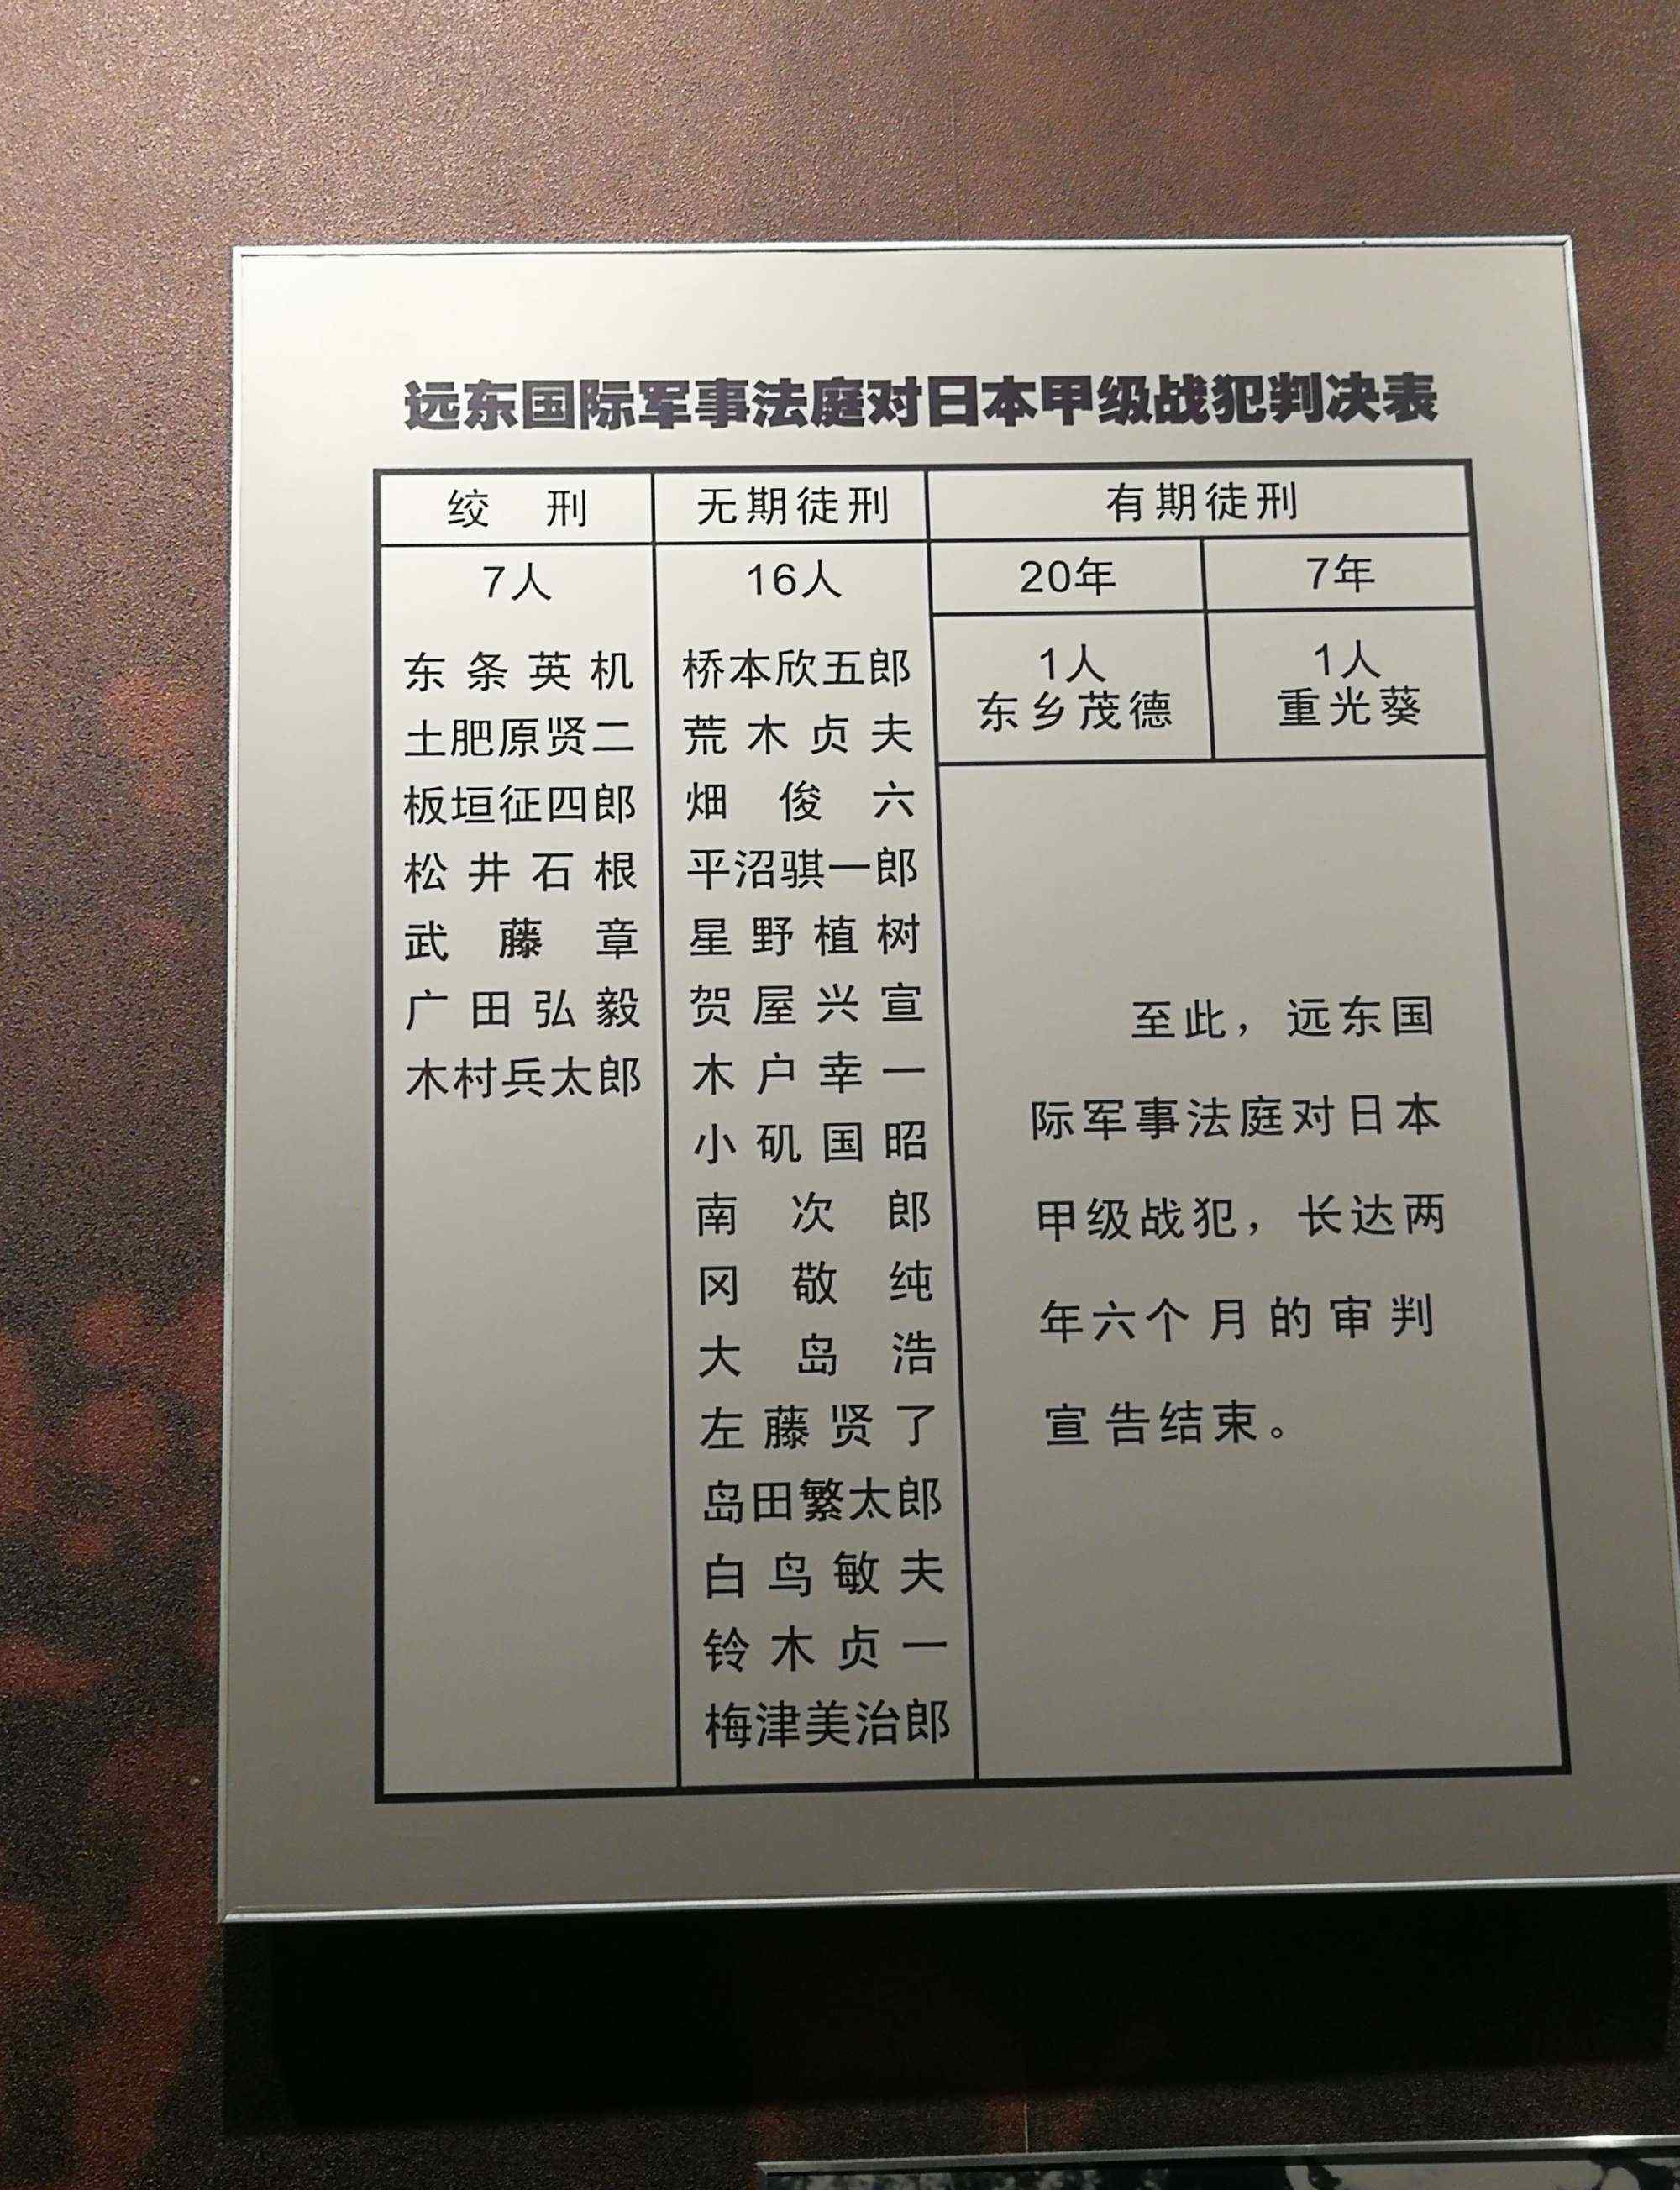 远东国际军事法庭对日本甲级战犯判决表
绞 刑
无期徒刑
有期徒刑
7人
16人
20年
7年
东条英机
土肥原贤二
板垣征四郎
松井石根
武藤章
广田弘毅
木村兵太郎
桥本欣五郎
荒木贞夫
畑俊六
平沼骐一郎
星野植树
贺屋兴宣
木户幸一
小矶国昭
南次郎
冈敬纯
大岛浩
左藤贤了
岛田繁太郎
白鸟敏夫
铃木贞一
梅津美治郎
1人
东乡茂德
1人
重光葵
至此，远东国
际军事法庭对日本
甲级战犯，长达两
年六个月的审判
宣告结束。